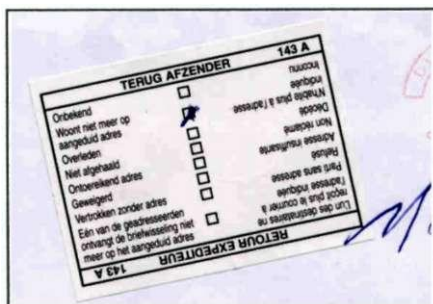 TERUG AFZENDER 143 A
Onbekend
Woont niet meer op
aangeduid adres
Overleden
Niet afgehaald
Ontoereikend adres
Geweigerd
Vertrokken zonder adres
Eén van de geadresseerden
ontvangt de briefwisseling niet
meer op het aangeduid adres
RETOUR EXPEDITEUR 143 A
L'un des destinataires ne
reçoit plus le courrier à
l'adresse indiquée
Parti sans adresse
Refusé
Adresse insuffisante
Non réclamé
Décédé
N'habite plus à l'adresse
indiquée
Inconnu